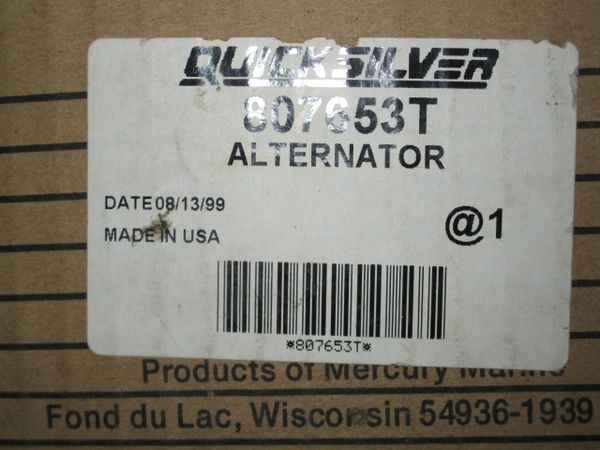 QUICKSILVER
807653T
ALTERNATOR
DATE 08/13/99
MADE IN USA
@1
*807653T*
Products of Mercury Marine
Fond du Lac, Wisconsin 54936-1939